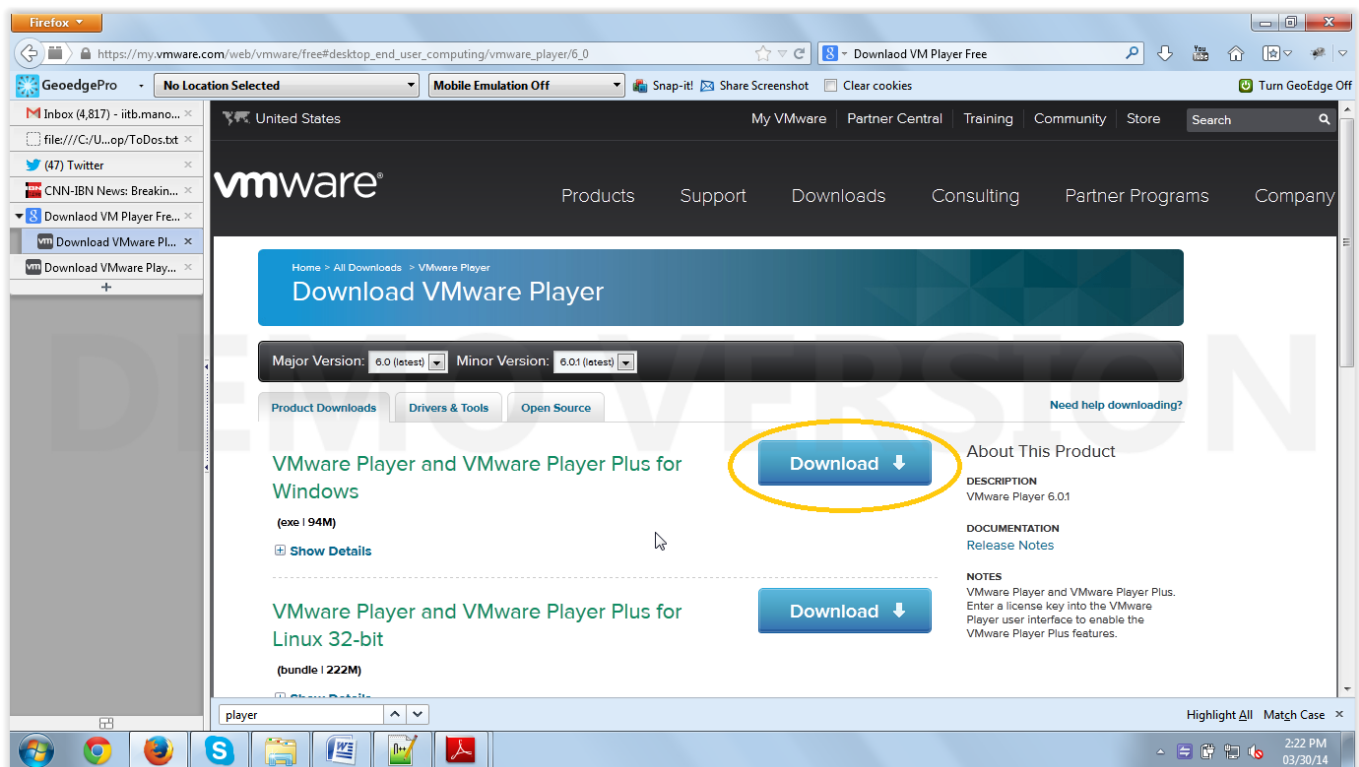 Firefox
https://my.vmware.com/web/vmware/free#desktop_end_user_computing/vmware_player/6_0
Downlaod VM Player Free
You
Tube
GeoedgePro
No Location Selected
Mobile Emulation Off
Snap-it!
Share Screenshot
Clear cookies
Turn GeoEdge Off
Inbox (4,817) - iitb.mano...
file:///C:/U...op/ToDos.txt
(47) Twitter
CNN-IBN News: Breakin...
Downlaod VM Player Fre...
Download VMware Pl...
Download VMware Play...
United States
My VMware
Partner Central
Training
Community
Store
Search
vmware®
Products
Support
Downloads
Consulting
Partner Programs
Company
Home > All Downloads > VMware Player
Download VMware Player
DEMO VERSION
Major Version: 6.0 (latest) Minor Version: 6.0.1 (latest)
Product Downloads
Drivers & Tools
Open Source
Need help downloading?
VMware Player and VMware Player Plus for
Windows
(exe | 94M)
Show Details
Download
About This Product
DESCRIPTION
VMware Player 6.0.1
DOCUMENTATION
Release Notes
NOTES
VMware Player and VMware Player Plus.
Enter a license key into the VMware
Player user interface to enable the
VMware Player Plus features.
VMware Player and VMware Player Plus for
Linux 32-bit
(bundle | 222M)
Show Details
Download
player
Highlight All
Match Case
2:22 PM
03/30/14